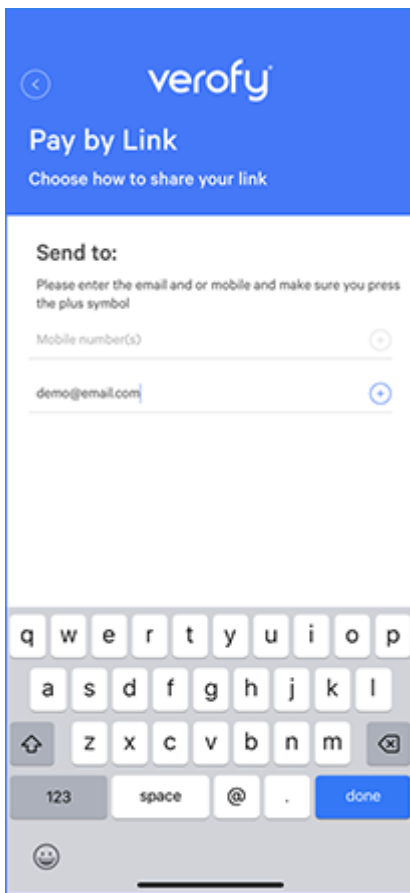 verofy
Pay by Link
Choose how to share your link
Send to:
Please enter the email and or mobile and make sure you press
the plus symbol
Mobile number(s)
demo@email.com
q w e r t y u i o p
a s d f g h j k l
z x c v b n m
123 space @ . done